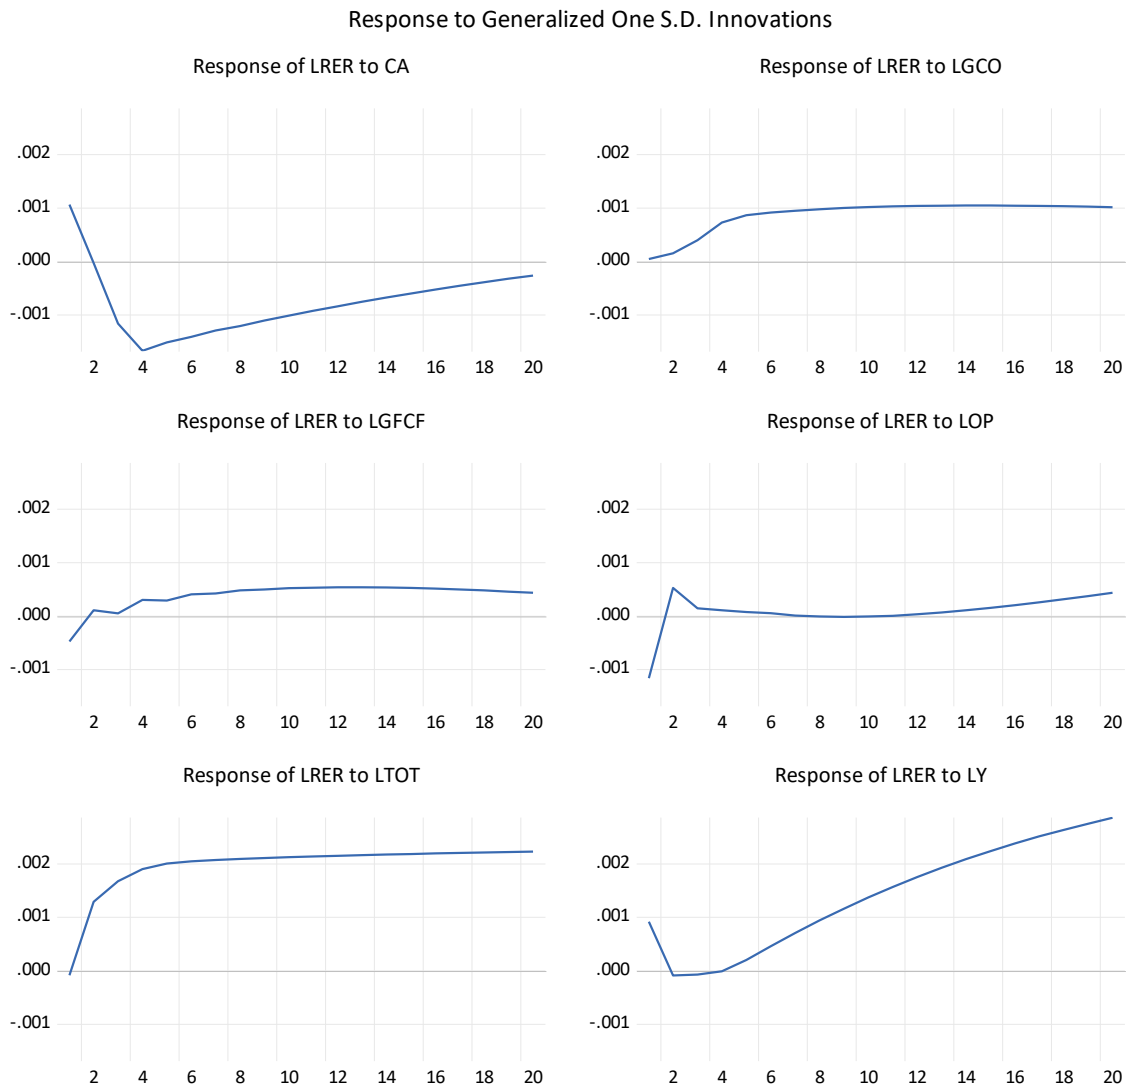 Response to Generalized One S.D. Innovations
Response of LRER to CA
.002
.001
.000
-.001
2 4 6 8 10 12 14 16 18 20
Response of LRER to LGCO
.002
.001
.000
-.001
2 4 6 8 10 12 14 16 18 20
Response of LRER to LGFCF
.002
.001
.000
-.001
2 4 6 8 10 12 14 16 18 20
Response of LRER to LOP
.002
.001
.000
-.001
2 4 6 8 10 12 14 16 18 20
Response of LRER to LTOT
.002
.001
.000
-.001
2 4 6 8 10 12 14 16 18 20
Response of LRER to LY
.002
.001
.000
-.001
2 4 6 8 10 12 14 16 18 20